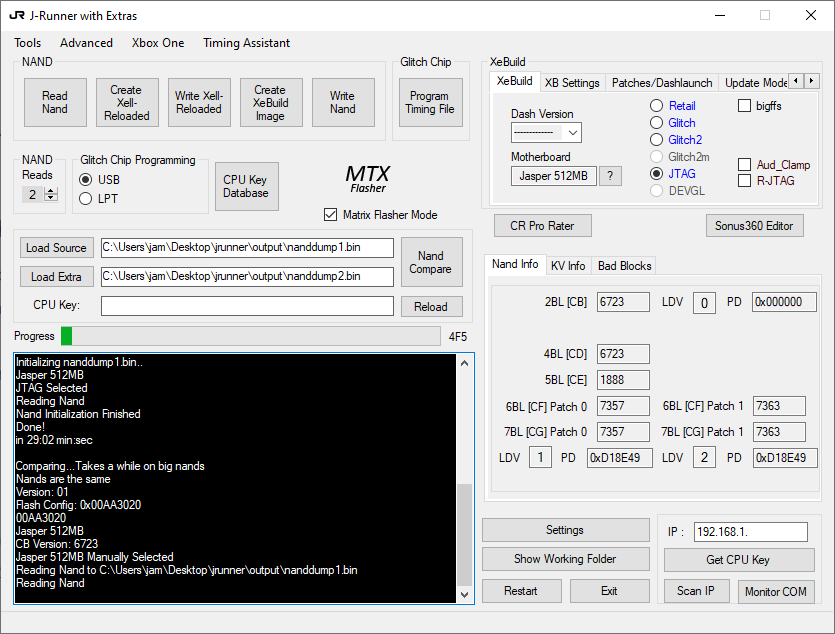 J-Runner with Extras
Tools Advanced Xbox One Timing Assistant
NAND
Read Nand
Create Xell-Reloaded
Write Xell-Reloaded
Create XeBuild Image
Write Nand
Glitch Chip
Program Timing File
NAND Reads
2
Glitch Chip Programming
USB
LPT
CPU Key Database
MTX
Flasher
Matrix Flasher Mode
Load Source C:\Users\jam\Desktop\jrunner\output\nanddump1.bin
Load Extra C:\Users\jam\Desktop\jrunner\output\nanddump2.bin
Nand Compare
CPU Key: Reload
Progress 4F5
Initializing nanddump1.bin..
Jasper 512MB
JTAG Selected
Reading Nand
Nand Initialization Finished
Done!
in 29:02 min:sec
Comparing...Takes a while on big nands
Nands are the same
Version: 01
Flash Config: 0x00AA3020
00AA3020
Jasper 512MB
CB Version: 6723
Jasper 512MB Manually Selected
Reading Nand to C:\Users\jam\Desktop\jrunner\output\nanddump1.bin
Reading Nand
XeBuild
XeBuild XB Settings Patches/Dashlaunch Update Mode
Dash Version
-------------
Motherboard
Jasper 512MB ?
Retail
Glitch
Glitch2
Glitch2m
JTAG
DEVGL
bigffs
Aud_Clamp
R-JTAG
CR Pro Rater Sonus360 Editor
Nand Info KV Info Bad Blocks
2BL [CB] 6723 LDV 0 PD 0x000000
4BL [CD] 6723
5BL [CE] 1888
6BL [CF] Patch 0 7357 6BL [CF] Patch 1 7363
7BL [CG] Patch 0 7357 7BL [CG] Patch 1 7363
LDV 1 PD 0xD18E49 LDV 2 PD 0xD18E49
Settings
Show Working Folder
Restart Exit
IP : 192.168.1.
Get CPU Key
Scan IP Monitor COM